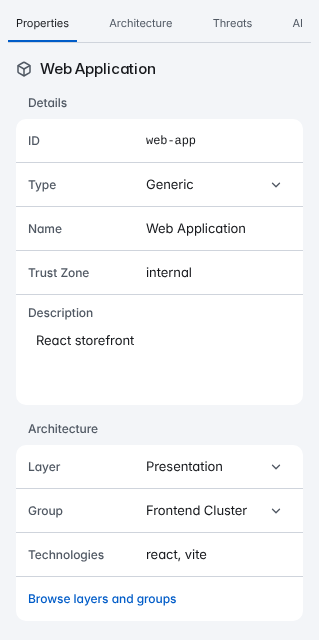 Properties Architecture Threats AI
Web Application
Details
ID web-app
Type Generic
Name Web Application
Trust Zone internal
Description
React storefront
Architecture
Layer Presentation
Group Frontend Cluster
Technologies react, vite
Browse layers and groups